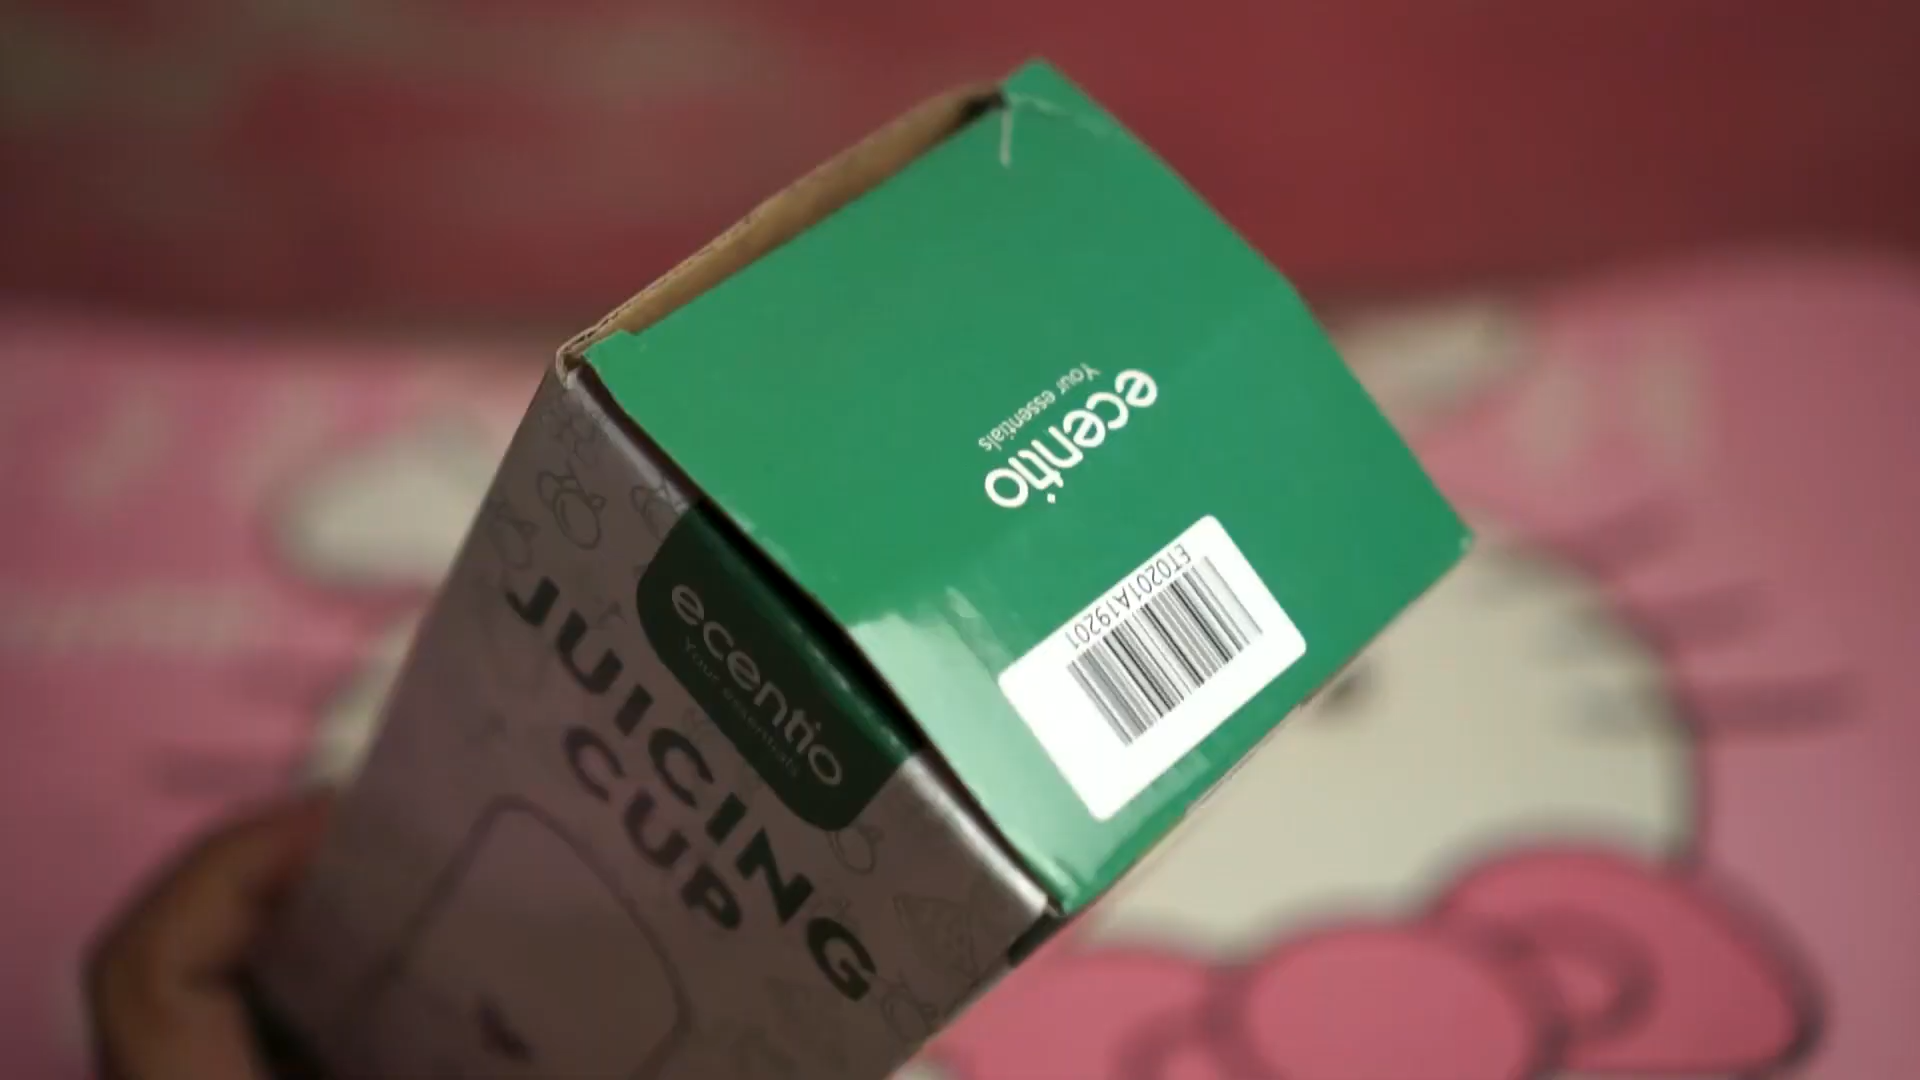 ecentio
Your essentials
ET0201A19201
ecentio
Your essentials
JUICING
CUP